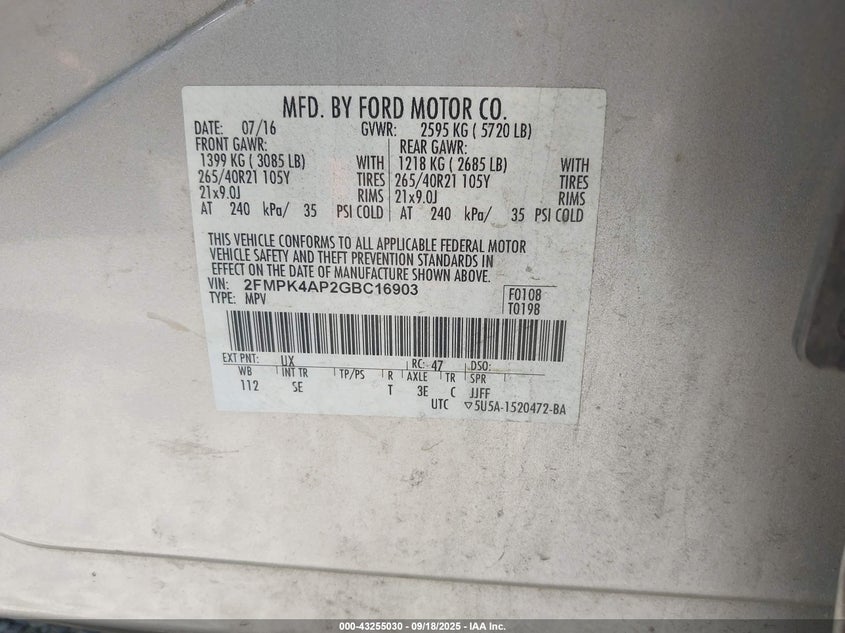 MFD. BY FORD MOTOR CO.
DATE: 07/16 GVWR: 2595 KG ( 5720 LB)
FRONT GAWR: REAR GAWR:
1399 KG ( 3085 LB) WITH 1218 KG ( 2685 LB) WITH
265/40R21 105Y TIRES 265/40R21 105Y TIRES
21x9.0J RIMS 21x9.0J RIMS
AT 240 kPa/ 35 PSI COLD AT 240 kPa/ 35 PSI COLD
THIS VEHICLE CONFORMS TO ALL APPLICABLE FEDERAL MOTOR
VEHICLE SAFETY AND THEFT PREVENTION STANDARDS IN
EFFECT ON THE DATE OF MANUFACTURE SHOWN ABOVE.
VIN: 2FMPK4AP2GBC16903 F0108
TYPE: MPV T0198
EXT PNT: UX RC: 47 DSO:
WB INT TR TP/PS R AXLE TR SPR
112 SE T 3E C JJFF
UTC ▽5U5A-1520472-BA
000-43255030 - 09/18/2025 - IAA Inc.